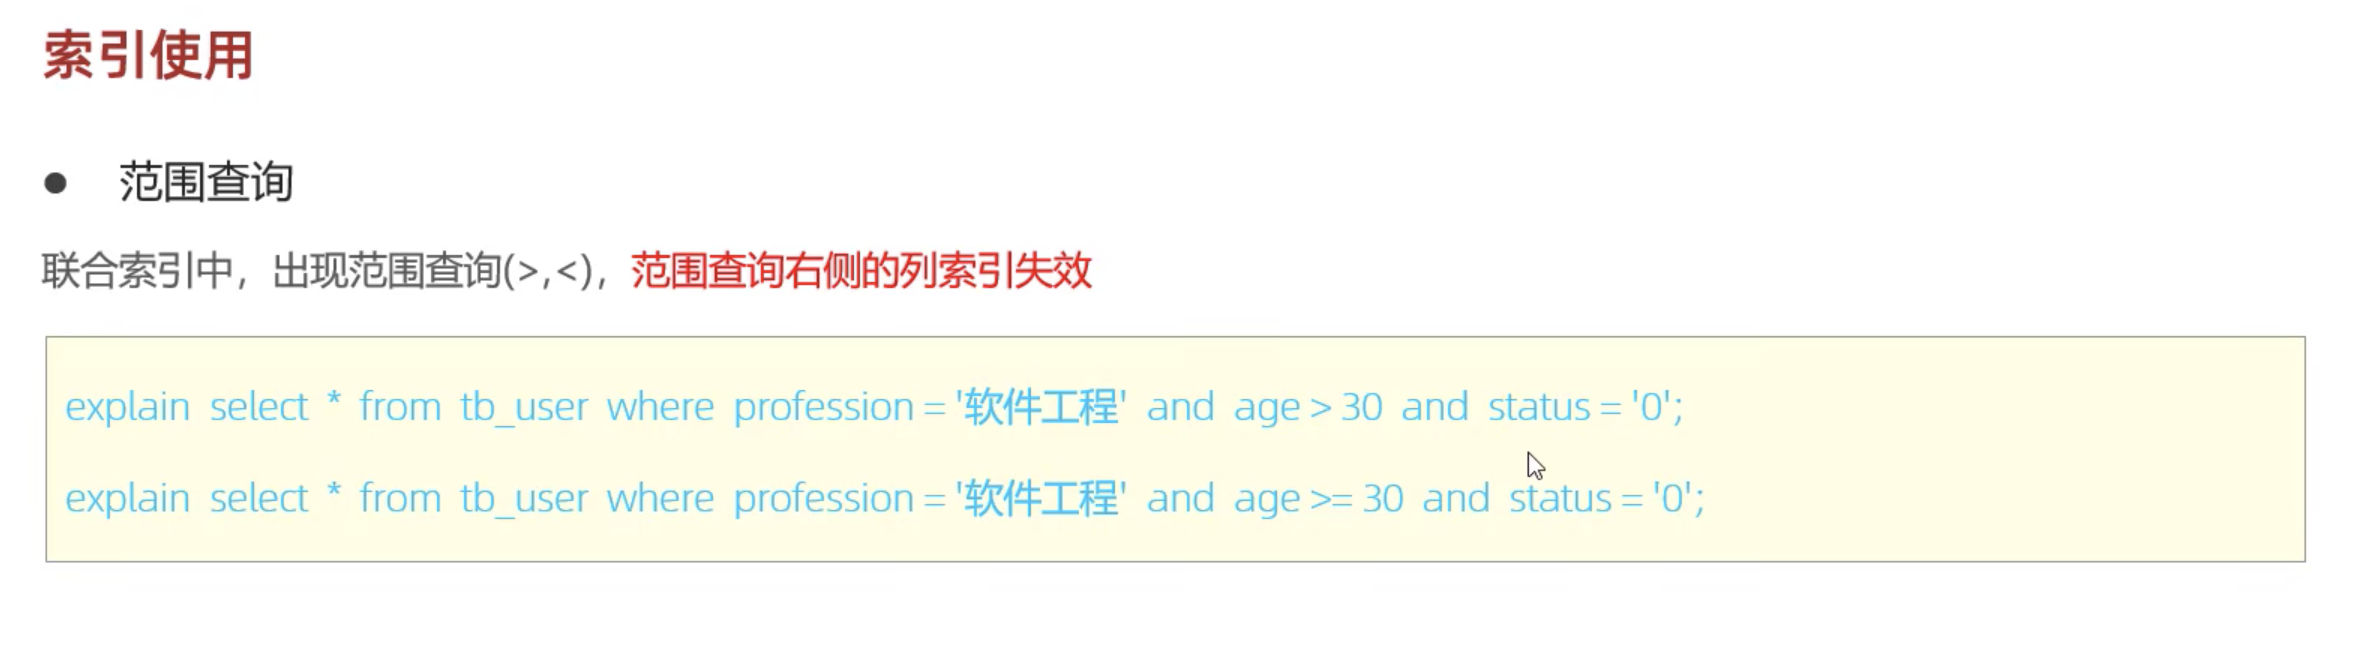 索引使用
● 范围查询
联合索引中，出现范围查询(>,<)，范围查询右侧的列索引失效
explain select * from tb_user where profession = '软件工程' and age > 30 and status = '0';
explain select * from tb_user where profession = '软件工程' and age >= 30 and status = '0';